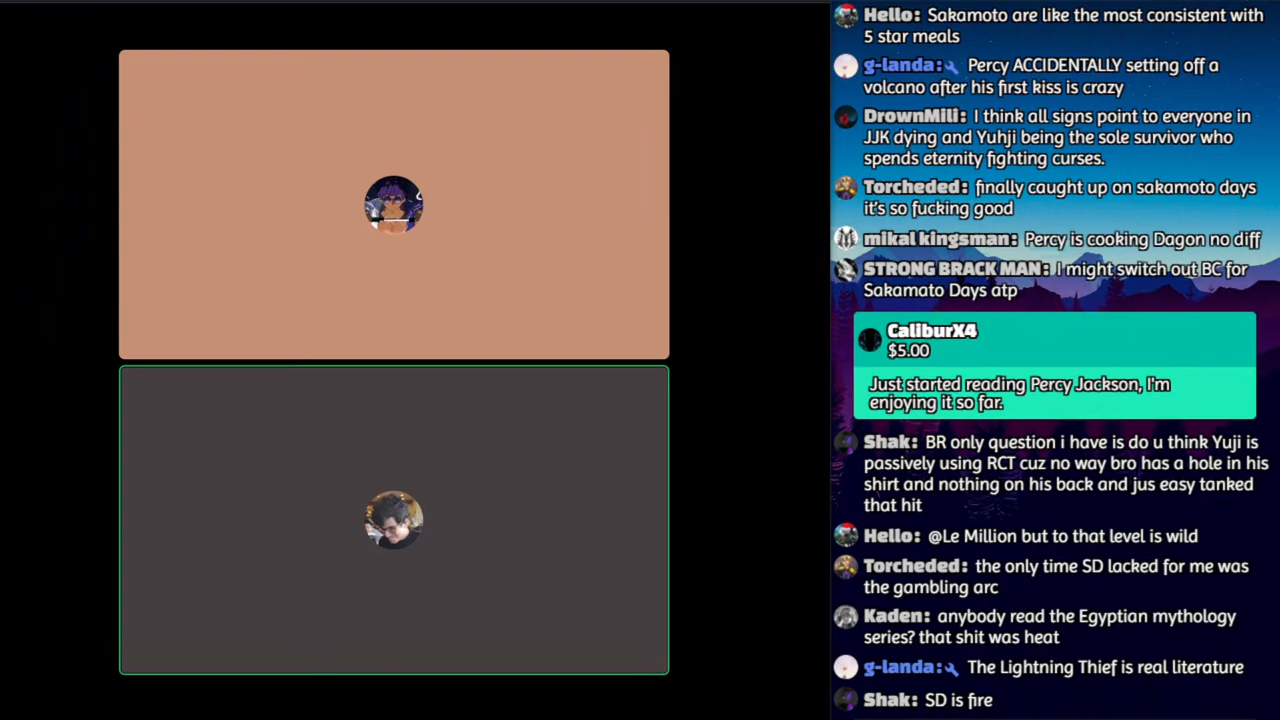 Hello: Sakamoto are like the most consistent with
5 star meals
g-landa: Percy ACCIDENTALLY setting off a
volcano after his first kiss is crazy
DrownMili: I think all signs point to everyone in
JJK dying and Yuhji being the sole survivor who
spends eternity fighting curses.
Torcheded: finally caught up on sakamoto days
it's so fucking good
mikal kingsman: Percy is cooking Dagon no diff
STRONG BRACK MAN: I might switch out BC for
Sakamato Days atp
CaliburX4
$5.00
Just started reading Percy Jackson, I'm
enjoying it so far.
Shak: BR only question i have is do u think Yuji is
passively using RCT cuz no way bro has a hole in his
shirt and nothing on his back and jus easy tanked
that hit
Hello: @Le Million but to that level is wild
Torcheded: the only time SD lacked for me was
the gambling arc
Kaden: anybody read the Egyptian mythology
series? that shit was heat
g-landa: The Lightning Thief is real literature
Shak: SD is fire